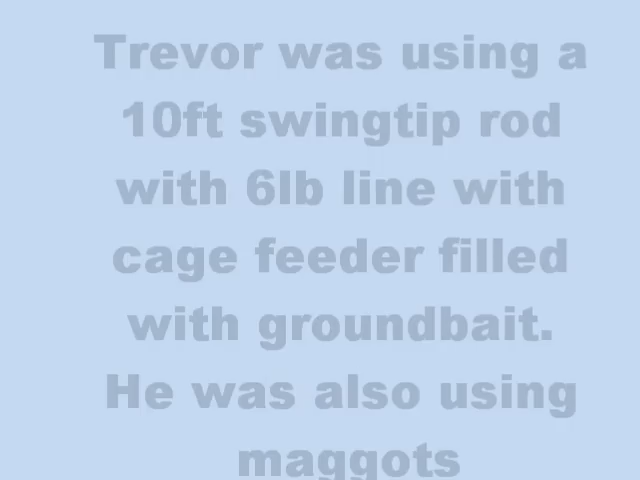 Trevor was using a
10ft swingtip rod
with 6lb line with
cage feeder filled
with groundbait.
He was also using
maggots